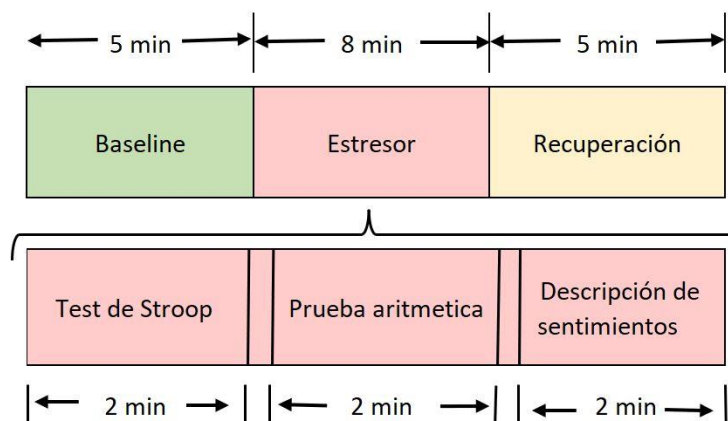 5 min 8 min 5 min
Baseline Estresor Recuperación
Test de Stroop Prueba aritmetica Descripción de
sentimientos
2 min 2 min 2 min